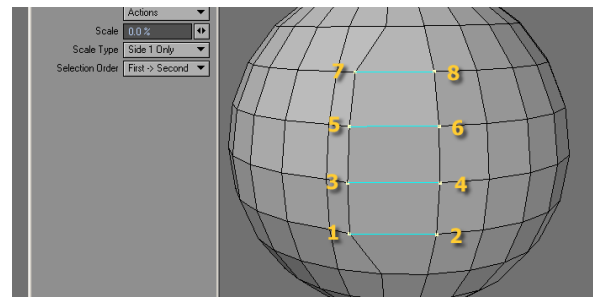 Actions
Scale 0.0 %
Scale Type Side 1 Only
Selection Order First -> Second
7 8
5 6
3 4
1 2